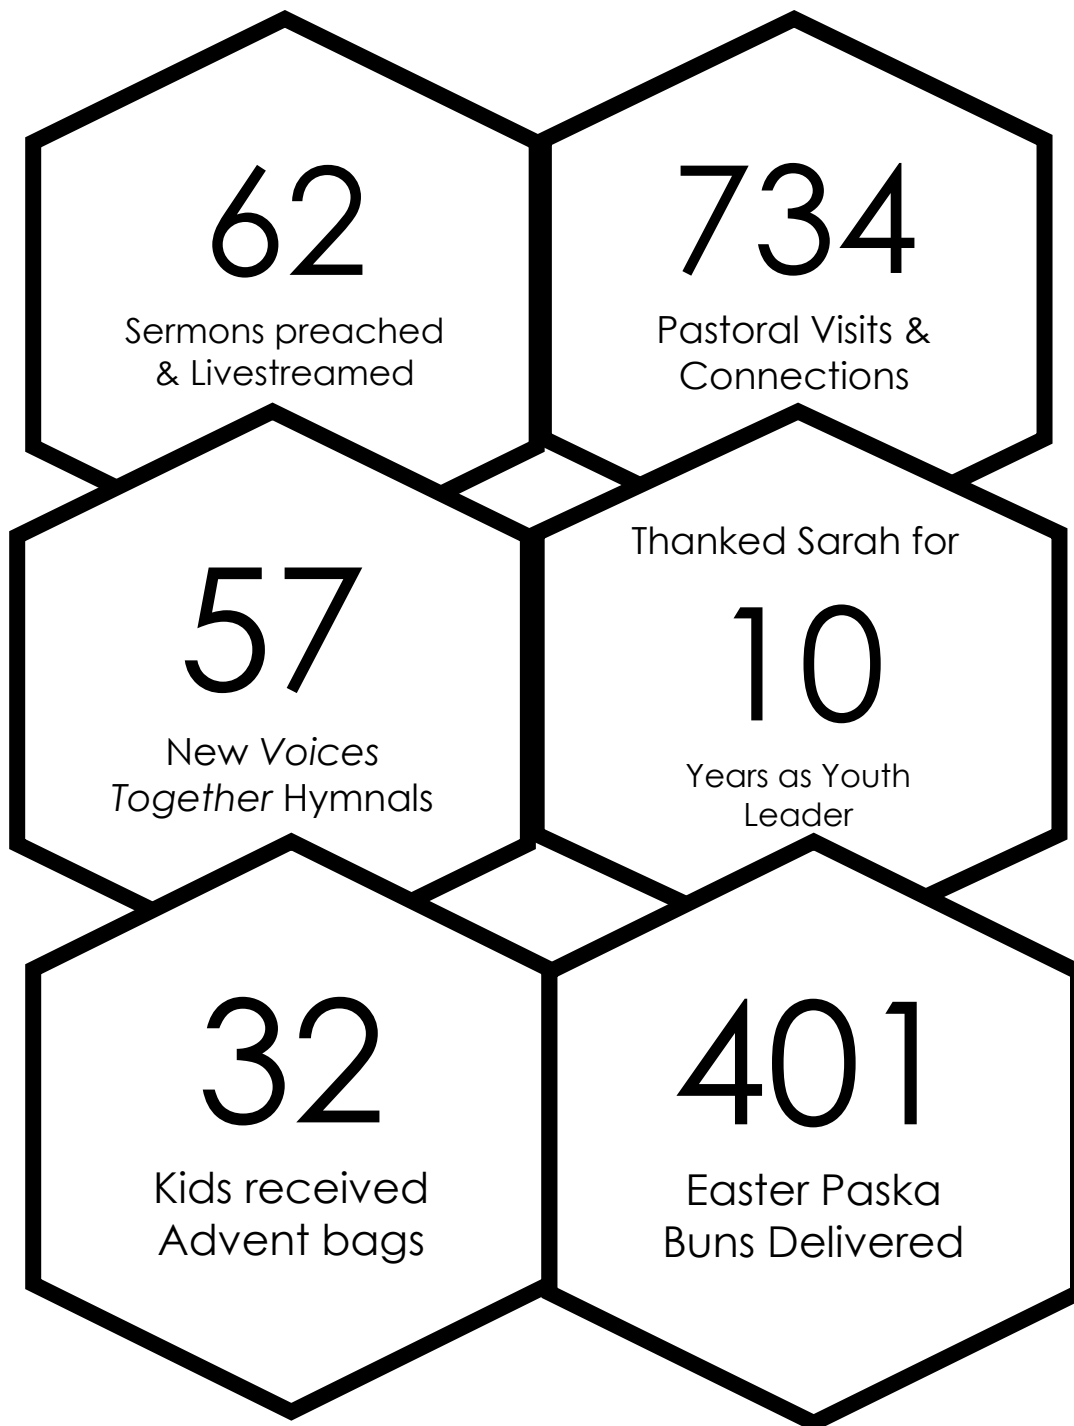 62
Sermons preached
& Livestreamed
734
Pastoral Visits &
Connections
57
New Voices
Together Hymnals
Thanked Sarah for
10
Years as Youth
Leader
32
Kids received
Advent bags
401
Easter Paska
Buns Delivered